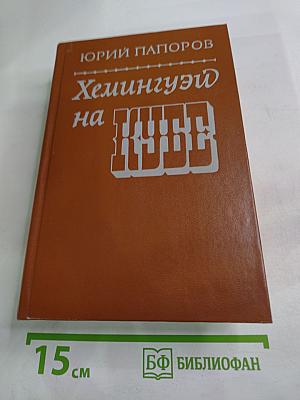 ЮРИЙ ПАПОРОВ
Хемингуэй
на КУБЕ
15 см
БФ БИБЛИОФАН